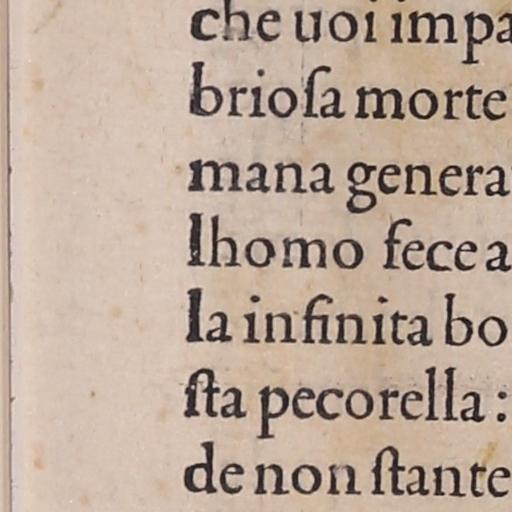 che uoi impa
brioſa morte
mana genera
lhomo fece a
la infinita bo
ſta pecorella :
de non ſtante